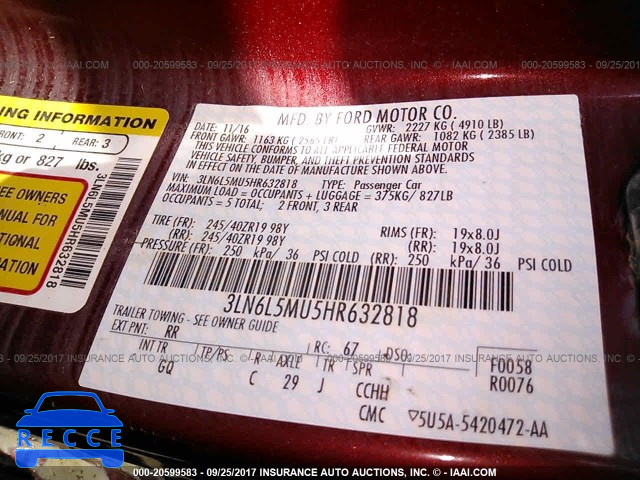 000-20599583 - 09/25/2017 INSURANCE AUTO AUCTIONS, INC. - © - IAAI.COM
ING INFORMATION
FRONT: 2 REAR: 3
kg or 827 lbs.
SEE OWNERS
MANUAL FOR
ADDITIONAL
INFORMATION
3LN6L5MU5HR632818
MFD. BY FORD MOTOR CO.
DATE: 11/16 GVWR: 2227 KG ( 4910 LB)
FRONT GAWR: 1163 KG ( 2565 LB) REAR GAWR: 1082 KG ( 2385 LB)
THIS VEHICLE CONFORMS TO ALL APPLICABLE FEDERAL MOTOR
VEHICLE SAFETY, BUMPER, AND THEFT PREVENTION STANDARDS
IN EFFECT ON THE DATE OF MANUFACTURE SHOWN ABOVE.
VIN: 3LN6L5MU5HR632818 TYPE: Passenger Car
MAXIMUM LOAD = OCCUPANTS + LUGGAGE = 375KG/ 827LB
OCCUPANTS = 5 TOTAL: 2 FRONT, 3 REAR
TIRE (FR): 245/40ZR19 98Y RIMS (FR): 19x8.0J
(RR): 245/40ZR19 98Y (RR): 19x8.0J
PRESSURE (FR): 250 kPa/ 36 PSI COLD (RR): 250 kPa/ 36 PSI COLD
3LN6L5MU5HR632818
TRAILER TOWING - SEE OWNER GUIDE
EXT PNT: RR RC: 67 DSO: F0058
INT TR TP/PS R AXLE TR SPR R0076
GQ C 29 J CCHH
CMC ▽5U5A-5420472-AA
RECCE
000-20599583 - 09/25/2017 INSURANCE AUTO AUCTIONS, INC. - © - IAAI.COM